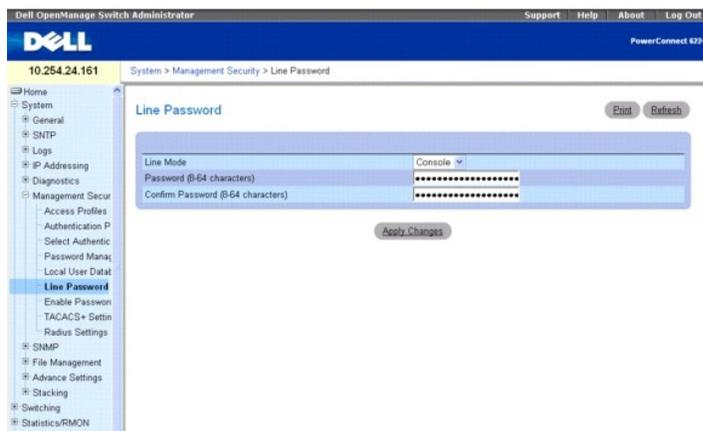 Dell OpenManage Switch Administrator
Support Help About Log Out
DELL
PowerConnect 622
10.254.24.161
System > Management Security > Line Password
Home
System
General
SNTP
Logs
IP Addressing
Diagnostics
Management Secur
Access Profiles
Authentication P
Select Authentic
Password Manag
Local User Datab
Line Password
Enable Passwor
TACACS+ Settin
Radius Settings
SNMP
File Management
Advance Settings
Stacking
Switching
Statistics/RMON
Line Password
Print Refresh
Line Mode Console
Password (8-64 characters) •••••••••••••••••••
Confirm Password (8-64 characters) •••••••••••••••••••
Apply Changes